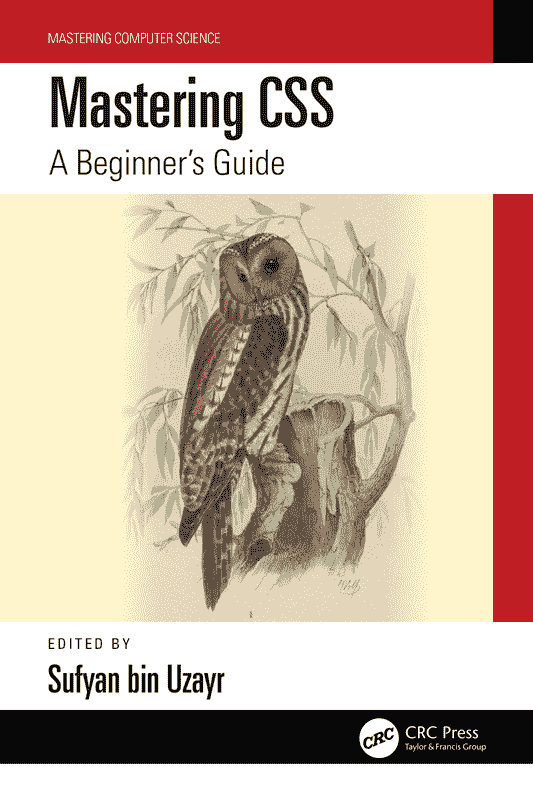 MASTERING COMPUTER SCIENCE
Mastering CSS
A Beginner's Guide
EDITED BY
Sufyan bin Uzayr
CRC
CRC Press
Taylor & Francis Group